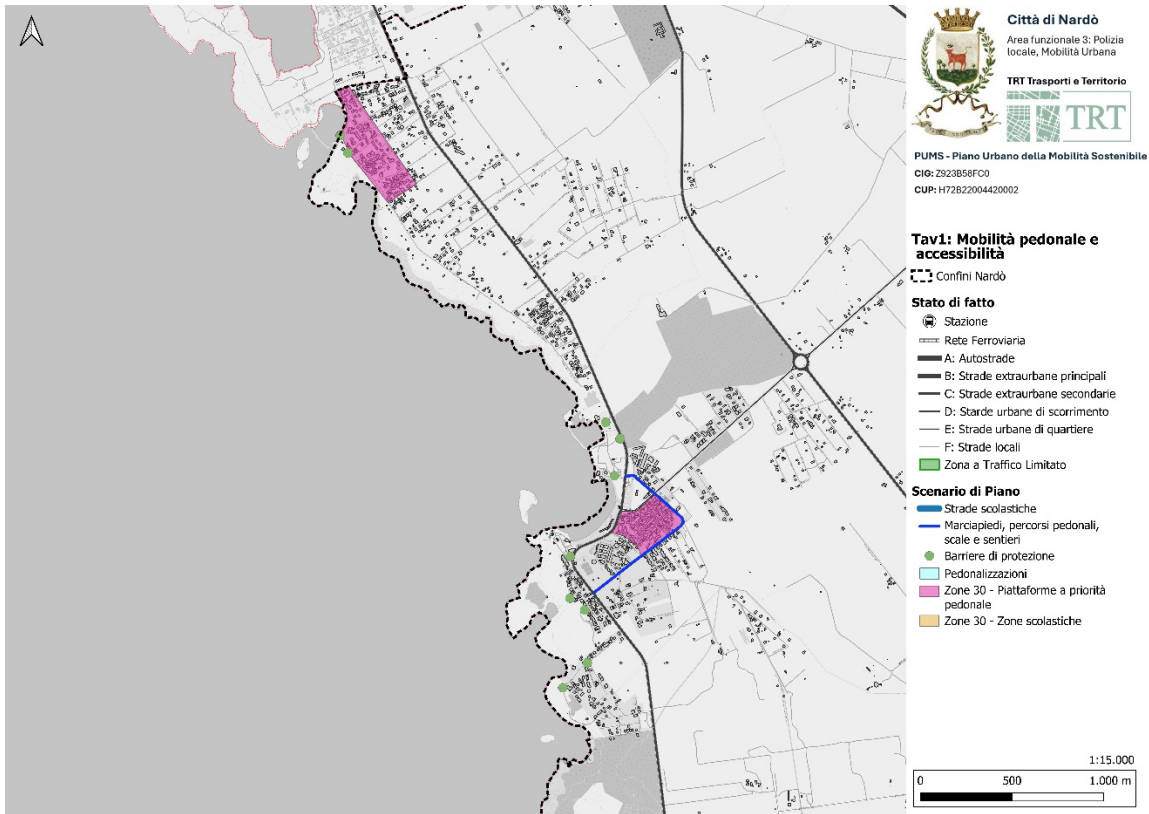 Città di Nardò
Area funzionale 3: Polizia
locale, Mobilità Urbana
TRT Trasporti e Territorio
TRT
PUMS - Piano Urbano della Mobilità Sostenibile
CIG: Z923B58FC0
CUP: H72B22004420002
Tav1: Mobilità pedonale e
accessibilità
Confini Nardò
Stato di fatto
Stazione
Rete Ferroviaria
A: Autostrade
B: Strade extraurbane principali
C: Strade extraurbane secondarie
D: Starde urbane di scorrimento
E: Strade urbane di quartiere
F: Strade locali
Zona a Traffico Limitato
Scenario di Piano
Strade scolastiche
Marciapiedi, percorsi pedonali,
scale e sentieri
Barriere di protezione
Pedonalizzazioni
Zone 30 - Piattaforme a priorità
pedonale
Zone 30 - Zone scolastiche
1:15.000
0 500 1.000 m